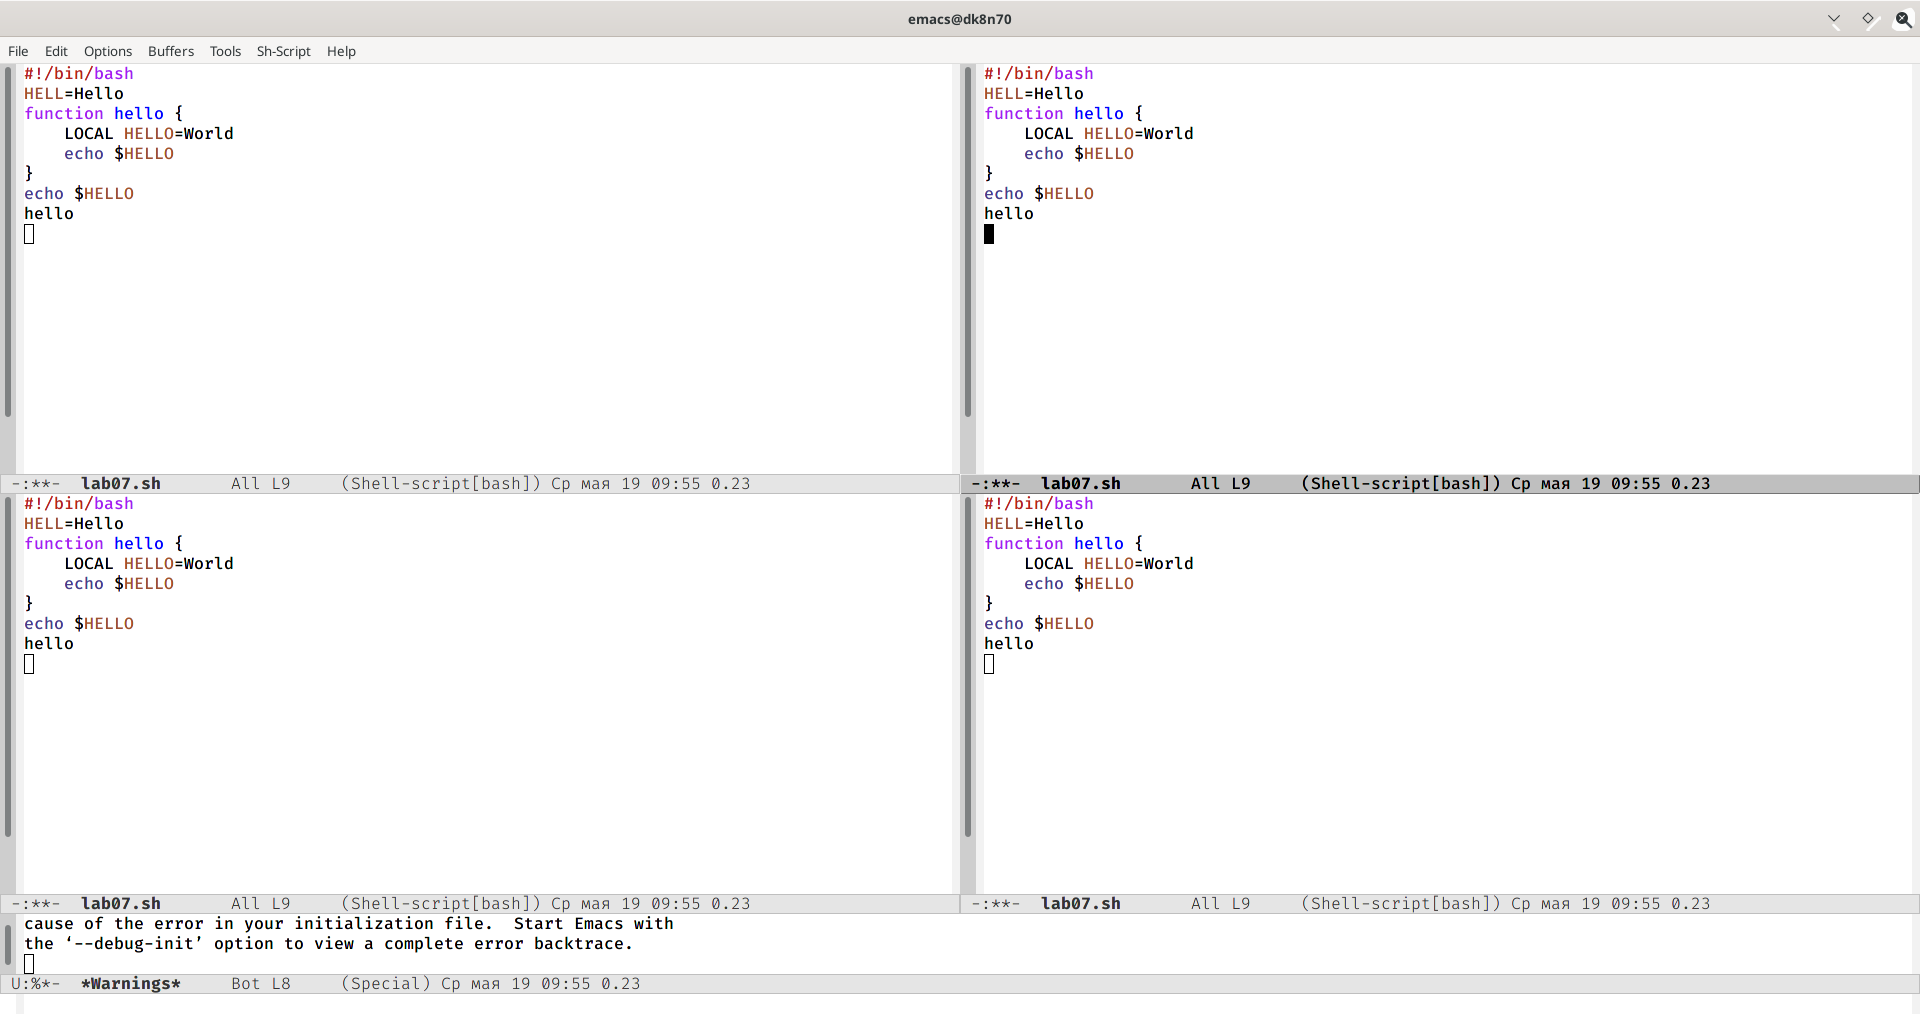 emacs@dk8n70
File Edit Options Buffers Tools Sh-Script Help
#!/bin/bash
HELL=Hello
function hello {
    LOCAL HELLO=World
    echo $HELLO
}
echo $HELLO
hello
-:**-  lab07.sh       All L9     (Shell-script[bash]) Ср мая 19 09:55 0.23
#!/bin/bash
HELL=Hello
function hello {
    LOCAL HELLO=World
    echo $HELLO
}
echo $HELLO
hello
-:**-  lab07.sh       All L9     (Shell-script[bash]) Ср мая 19 09:55 0.23
#!/bin/bash
HELL=Hello
function hello {
    LOCAL HELLO=World
    echo $HELLO
}
echo $HELLO
hello
-:**-  lab07.sh       All L9     (Shell-script[bash]) Ср мая 19 09:55 0.23
#!/bin/bash
HELL=Hello
function hello {
    LOCAL HELLO=World
    echo $HELLO
}
echo $HELLO
hello
-:**-  lab07.sh       All L9     (Shell-script[bash]) Ср мая 19 09:55 0.23
cause of the error in your initialization file.  Start Emacs with
the ‘--debug-init’ option to view a complete error backtrace.
U:%*-  *Warnings*     Bot L8     (Special) Ср мая 19 09:55 0.23